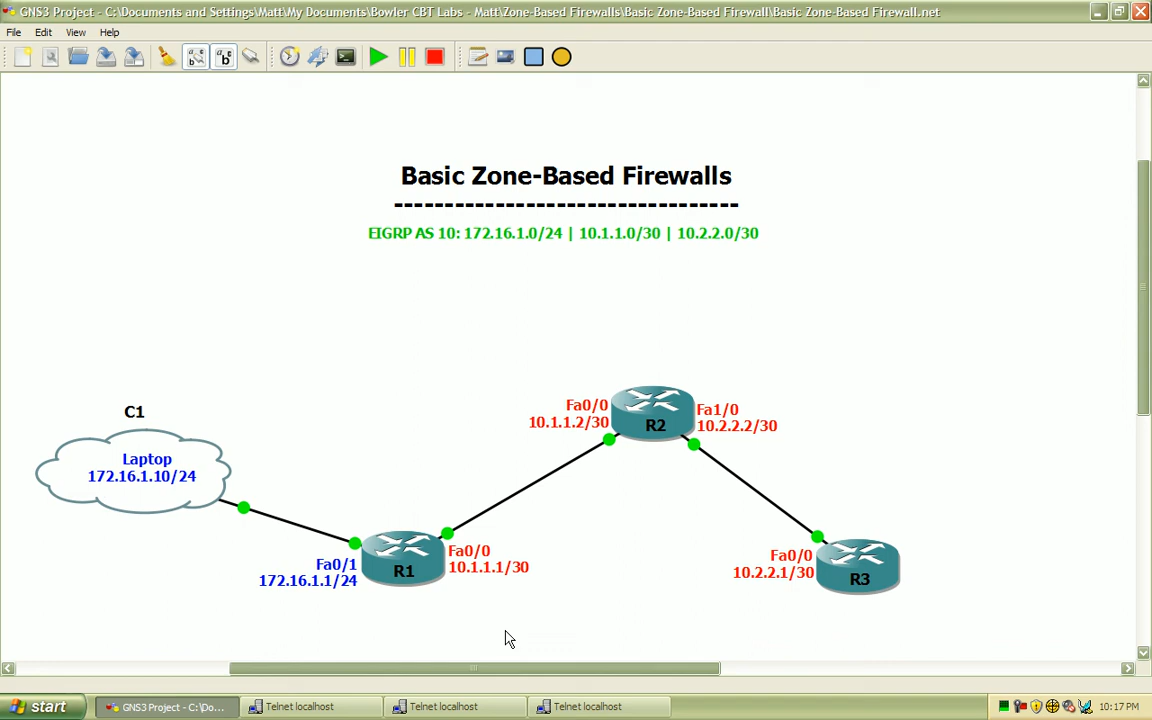 GNS3 Project - C:\Documents and Settings\Matt\My Documents\Bowler CBT Labs - Matt\Zone-Based Firewalls\Basic Zone-Based Firewall\Basic Zone-Based Firewall.net
File Edit View Help
Basic Zone-Based Firewalls
---------------------------------
EIGRP AS 10: 172.16.1.0/24 | 10.1.1.0/30 | 10.2.2.0/30
C1
Laptop
172.16.1.10/24
Fa0/1
172.16.1.1/24
R1
Fa0/0
10.1.1.1/30
Fa0/0
10.1.1.2/30
R2
Fa1/0
10.2.2.2/30
Fa0/0
10.2.2.1/30
R3
start
GNS3 Project - C:\Do...
Telnet localhost
Telnet localhost
Telnet localhost
10:17 PM